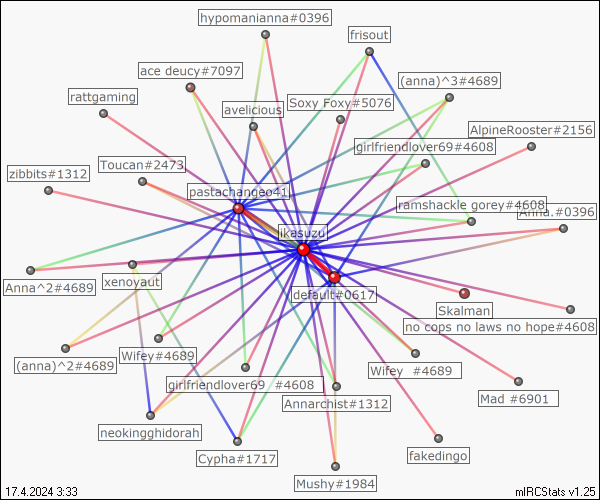 hypomanianna#0396
frisout
ace deucy#7097
(anna)^3#4689
rattgaming
Soxy Foxy#5076
avelicious
AlpineRooster#2156
girlfriendlover69#4608
Toucan#2473
zibbits#1312
pastachangeo41
ramshackle gorey#4608
Anna.#0396
ikasuzu
xenoyaut
Anna^2#4689
default#0617
Skalman
no cops no laws no hope#4608
Wifey#4689
(anna)^2#4689
Wifey #4689
girlfriendlover69 #4608
Mad #6901
Annarchist#1312
neokingghidorah
Cypha#1717
fakedingo
Mushy#1984
17.4.2024 3:33
mIRCStats v1.25